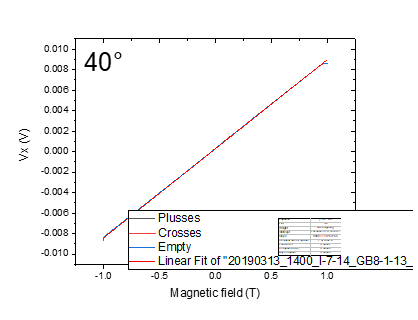 40°
0.010
0.008
0.006
0.004
0.002
0.000
-0.002
-0.004
-0.006
-0.008
-0.010
Vx (V)
-1.0
-0.5
0.0
0.5
1.0
Magnetic field (T)
Plusses
Crosses
Empty
Linear Fit of "20190313_1400_I-7-14_GB8-1-13_